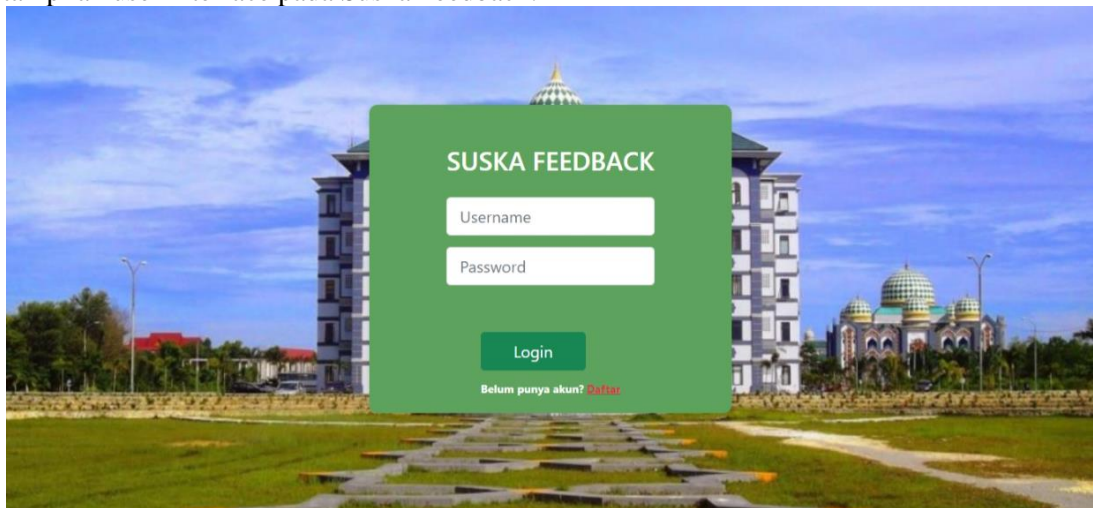 SUSKA FEEDBACK
Username
Password
Login
Belum punya akun? Daftar